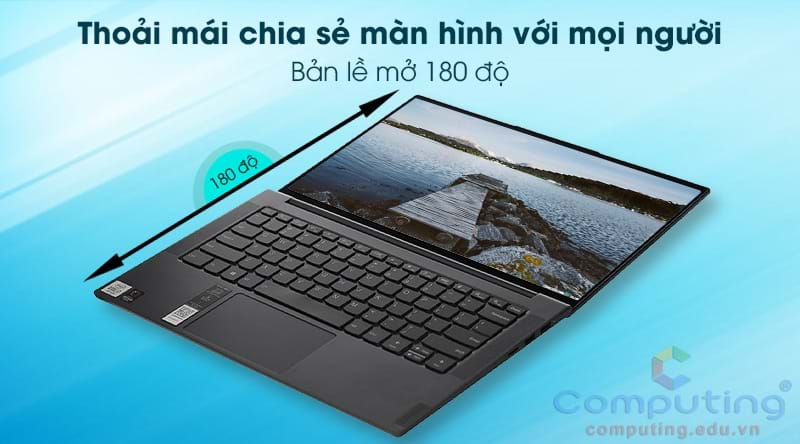 Thoải mái chia sẻ màn hình với mọi người
Bản lề mở 180 độ
180 độ
Computing®
computing.edu.vn